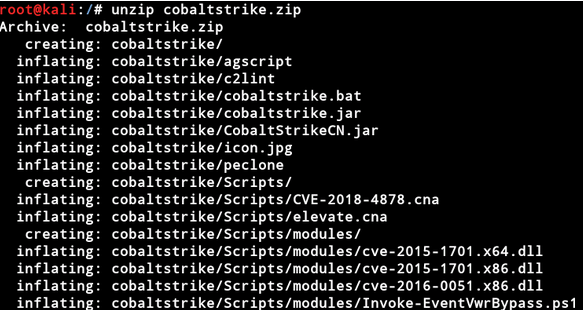 root@kali:/# unzip cobaltstrike.zip
Archive:  cobaltstrike.zip
   creating: cobaltstrike/
  inflating: cobaltstrike/agscript
  inflating: cobaltstrike/c2lint
  inflating: cobaltstrike/cobaltstrike.bat
  inflating: cobaltstrike/cobaltstrike.jar
  inflating: cobaltstrike/CobaltStrikeCN.jar
  inflating: cobaltstrike/icon.jpg
  inflating: cobaltstrike/peclone
   creating: cobaltstrike/Scripts/
  inflating: cobaltstrike/Scripts/CVE-2018-4878.cna
  inflating: cobaltstrike/Scripts/elevate.cna
   creating: cobaltstrike/Scripts/modules/
  inflating: cobaltstrike/Scripts/modules/cve-2015-1701.x64.dll
  inflating: cobaltstrike/Scripts/modules/cve-2015-1701.x86.dll
  inflating: cobaltstrike/Scripts/modules/cve-2016-0051.x86.dll
  inflating: cobaltstrike/Scripts/modules/Invoke-EventVwrBypass.ps1